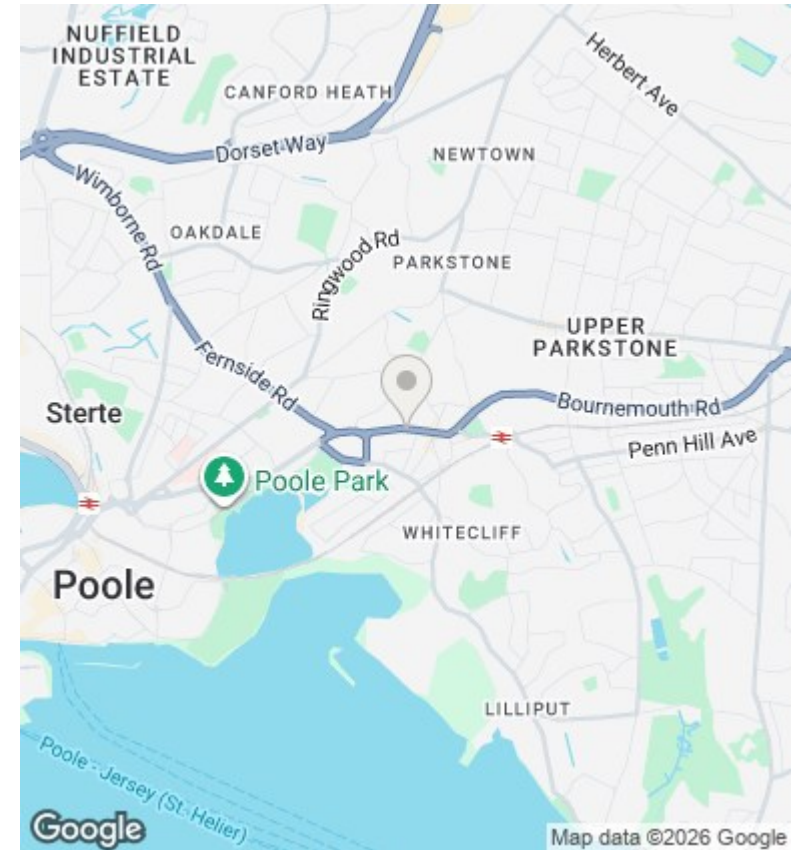 NUFFIELD
INDUSTRIAL
ESTATE
Herbert Ave
CANFORD HEATH
Dorset Way
NEWTOWN
Wimborne Rd
OAKDALE
Ringwood Rd
PARKSTONE
UPPER
PARKSTONE
Fernside Rd
Sterte
Bournemouth Rd
Penn Hill Ave
Poole Park
WHITECLIFF
Poole
LILLIPUT
Poole - Jersey (St. Helier)
Google
Map data ©2026 Google